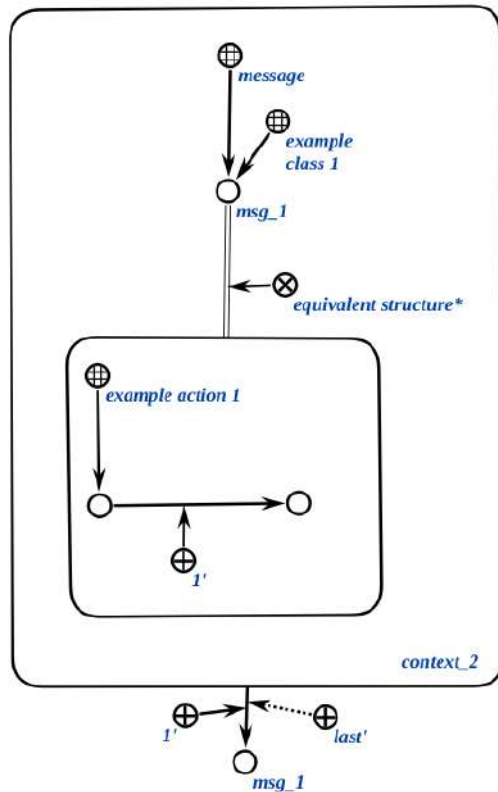 message
example
class 1
msg_1
equivalent structure*
example action 1
1'
context_2
1'
last'
msg_1